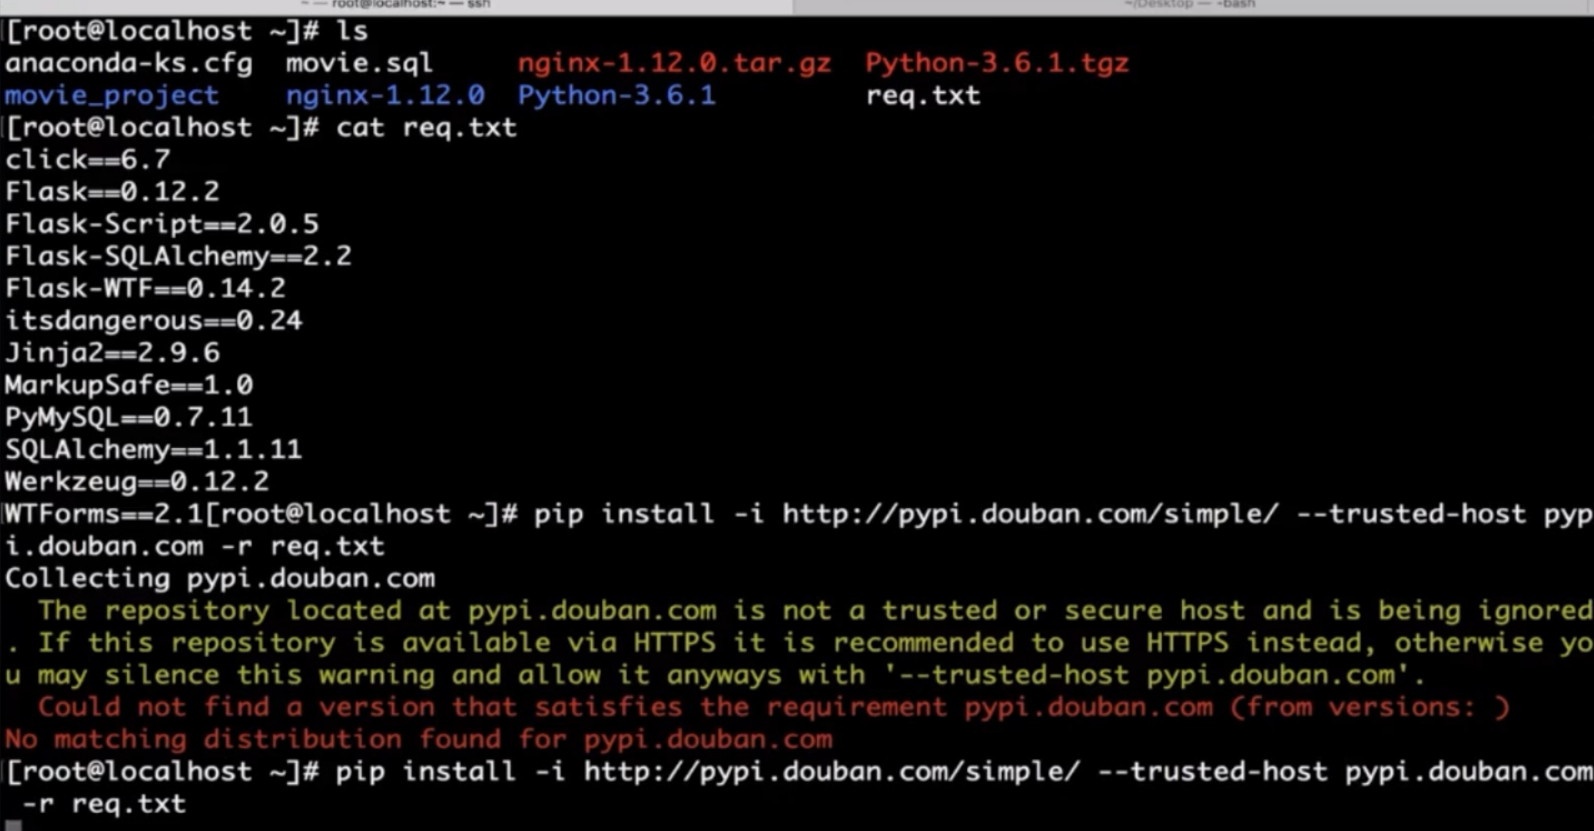 ~ — root@localhost:~ — ssh ~/Desktop — -bash
[root@localhost ~]# ls
anaconda-ks.cfg movie.sql nginx-1.12.0.tar.gz Python-3.6.1.tgz
movie_project nginx-1.12.0 Python-3.6.1 req.txt
[root@localhost ~]# cat req.txt
click==6.7
Flask==0.12.2
Flask-Script==2.0.5
Flask-SQLAlchemy==2.2
Flask-WTF==0.14.2
itsdangerous==0.24
Jinja2==2.9.6
MarkupSafe==1.0
PyMySQL==0.7.11
SQLAlchemy==1.1.11
Werkzeug==0.12.2
WTForms==2.1[root@localhost ~]# pip install -i http://pypi.douban.com/simple/ --trusted-host pyp
i.douban.com -r req.txt
Collecting pypi.douban.com
The repository located at pypi.douban.com is not a trusted or secure host and is being ignored
. If this repository is available via HTTPS it is recommended to use HTTPS instead, otherwise yo
u may silence this warning and allow it anyways with '--trusted-host pypi.douban.com'.
Could not find a version that satisfies the requirement pypi.douban.com (from versions: )
No matching distribution found for pypi.douban.com
[root@localhost ~]# pip install -i http://pypi.douban.com/simple/ --trusted-host pypi.douban.com
-r req.txt